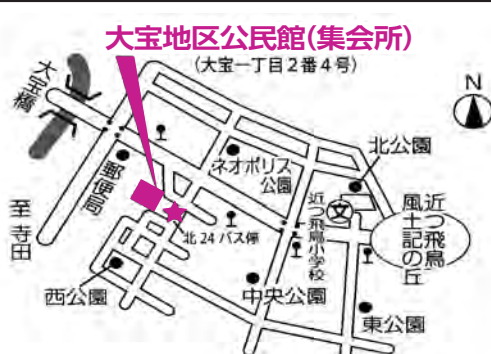 大宝地区公民館(集会所)
(大宝一丁目2番4号)
大宝橋
N
北公園
ネオポリス
公園
郵便局
至 寺田
北24バス停
近つ飛鳥小学校
文
近つ飛鳥
風土記の丘
西公園
中央公園
東公園